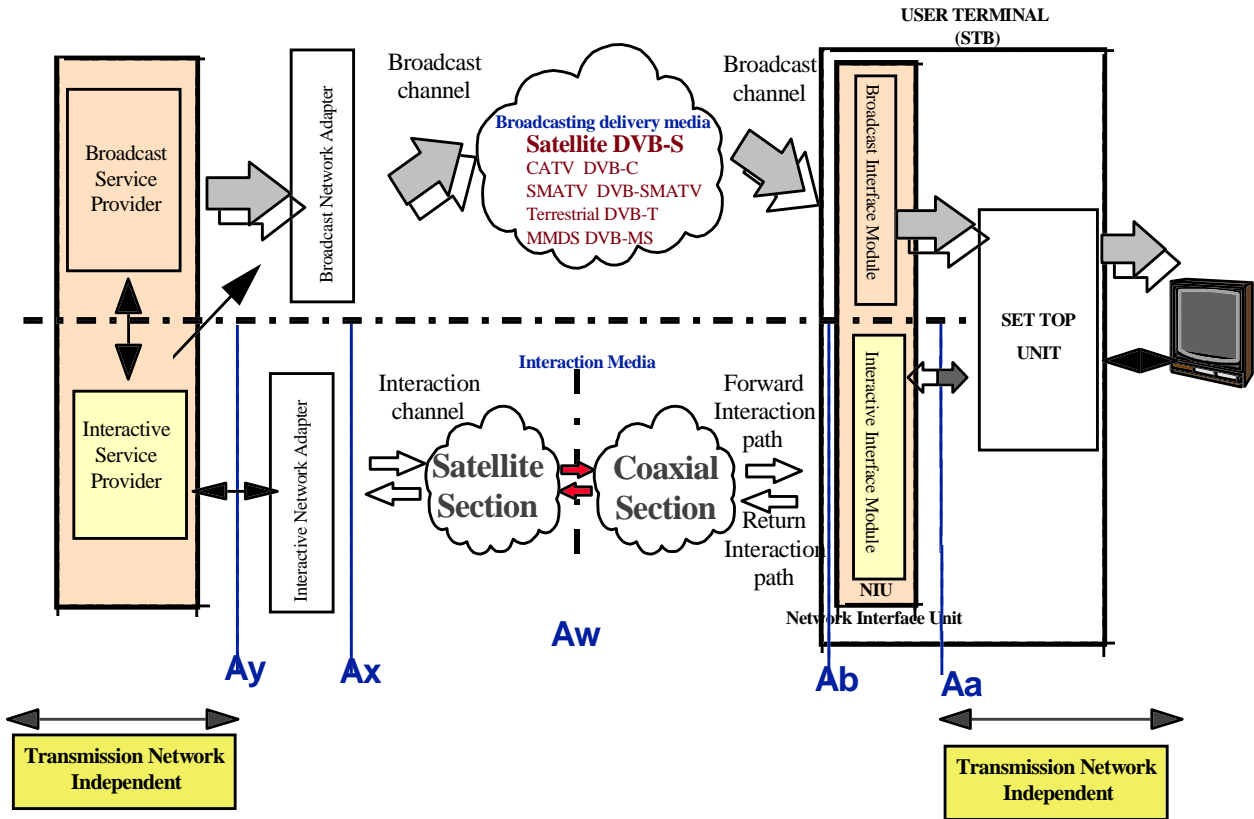 USER TERMINAL
(STB)
Broadcast
channel
Broadcast
channel
Broadcast
Service
Provider
Broadcast Network Adapter
Broadcasting delivery media
Satellite DVB-S
CATV DVB-C
SMATV DVB-SMATV
Terrestrial DVB-T
MMDS DVB-MS
Broadcast Interface Module
SET TOP
UNIT
Interaction Media
Interactive
Service
Provider
Interactive Network Adapter
Interaction
channel
Satellite
Section
Coaxial
Section
Forward
Interaction
path
Return
Interaction
path
Interactive Interface Module
NIU
Network Interface Unit
Ay
Ax
Aw
Ab
Aa
Transmission Network
Independent
Transmission Network
Independent